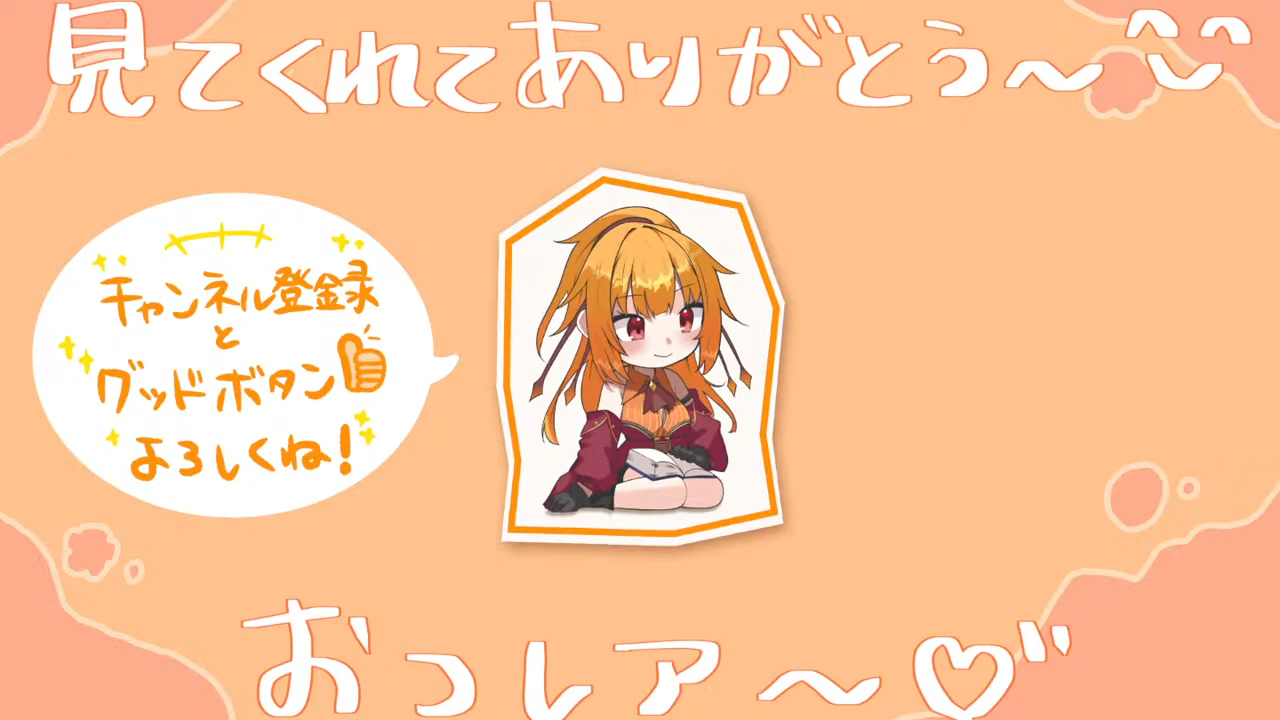 見てくれてありがとう～^^
チャンネル登録
と
グッドボタン👍
よろしくね!
おつレア～♡